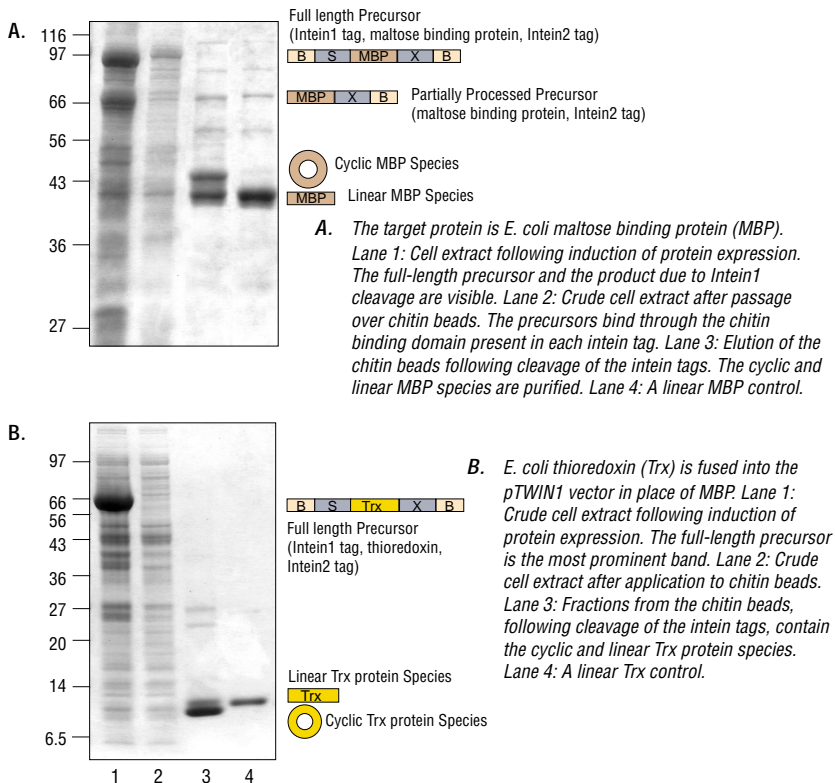 A.
116
97
66
56
43
36
27
Full length Precursor
(Intein1 tag, maltose binding protein, Intein2 tag)
B S MBP X B
MBP X B
Partially Processed Precursor
(maltose binding protein, Intein2 tag)
Cyclic MBP Species
MBP
Linear MBP Species
A. The target protein is E. coli maltose binding protein (MBP).
Lane 1: Cell extract following induction of protein expression.
The full-length precursor and the product due to Intein1
cleavage are visible. Lane 2: Crude cell extract after passage
over chitin beads. The precursors bind through the chitin
binding domain present in each intein tag. Lane 3: Elution of the
chitin beads following cleavage of the intein tags. The cyclic and
linear MBP species are purified. Lane 4: A linear MBP control.
B.
97
66
56
43
36
27
20
14
6.5
1 2 3 4
B S Trx X B
Full length Precursor
(Intein1 tag, thioredoxin,
Intein2 tag)
Linear Trx protein Species
Trx
Cyclic Trx protein Species
B. E. coli thioredoxin (Trx) is fused into the
pTWIN1 vector in place of MBP. Lane 1:
Crude cell extract following induction of
protein expression. The full-length precursor
is the most prominent band. Lane 2: Crude
cell extract after application to chitin beads.
Lane 3: Fractions from the chitin beads,
following cleavage of the intein tags, contain
the cyclic and linear Trx protein species.
Lane 4: A linear Trx control.